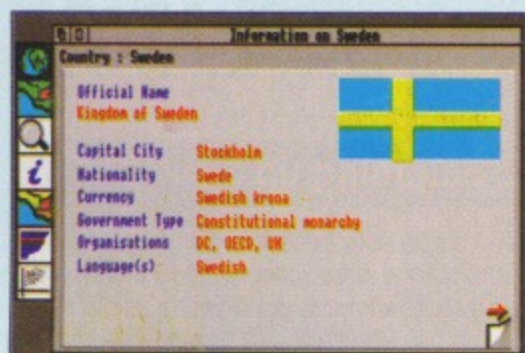 Information on Sweden
Country : Sweden
Official Name
Kingdom of Sweden
Capital City Stockholm
Nationality Swede
Currency Swedish krona
Government Type Constitutional monarchy
Organisations DC, OECD, UN
Language(s) Swedish